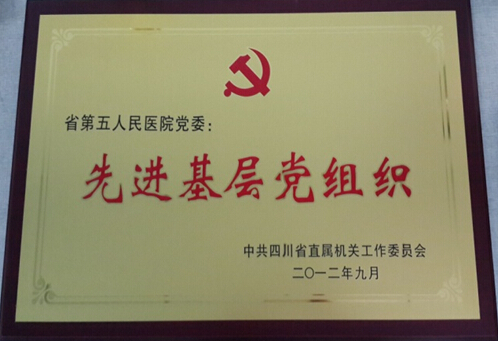 省第五人民医院党委：
先进基层党组织
中共四川省直属机关工作委员会
二〇一二年九月